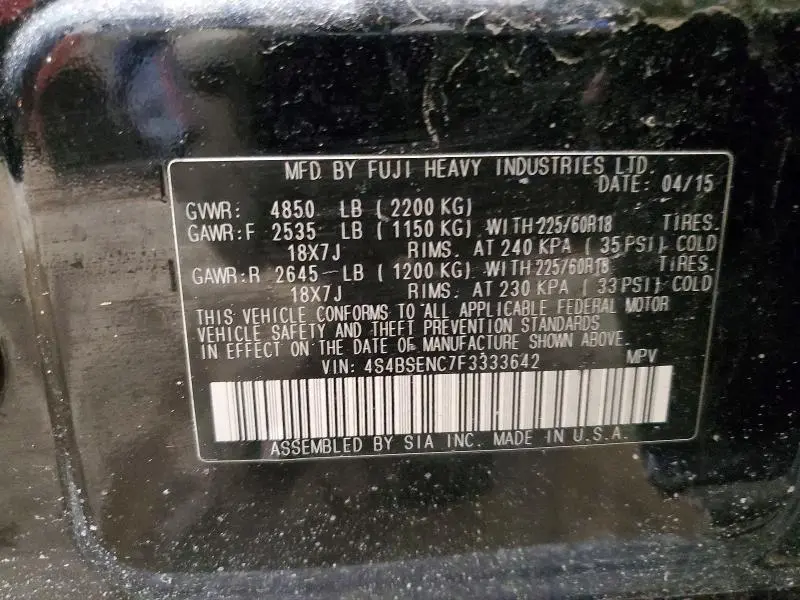 MFD BY FUJI HEAVY INDUSTRIES LTD.
DATE: 04/15
GVWR: 4850 LB ( 2200 KG)
GAWR:F 2535 LB ( 1150 KG) WITH 225/60R18 TIRES.
18X7J RIMS. AT 240 KPA ( 35 PSI) COLD
GAWR:R 2645 LB ( 1200 KG) WITH 225/60R18 TIRES.
18X7J RIMS. AT 230 KPA ( 33 PSI) COLD
THIS VEHICLE CONFORMS TO ALL APPLICABLE FEDERAL MOTOR
VEHICLE SAFETY AND THEFT PREVENTION STANDARDS
IN EFFECT ON THE DATE OF MANUFACTURE SHOWN ABOVE.
VIN: 4S4BSENC7F3333642 MPV
ASSEMBLED BY SIA INC. MADE IN U.S.A.